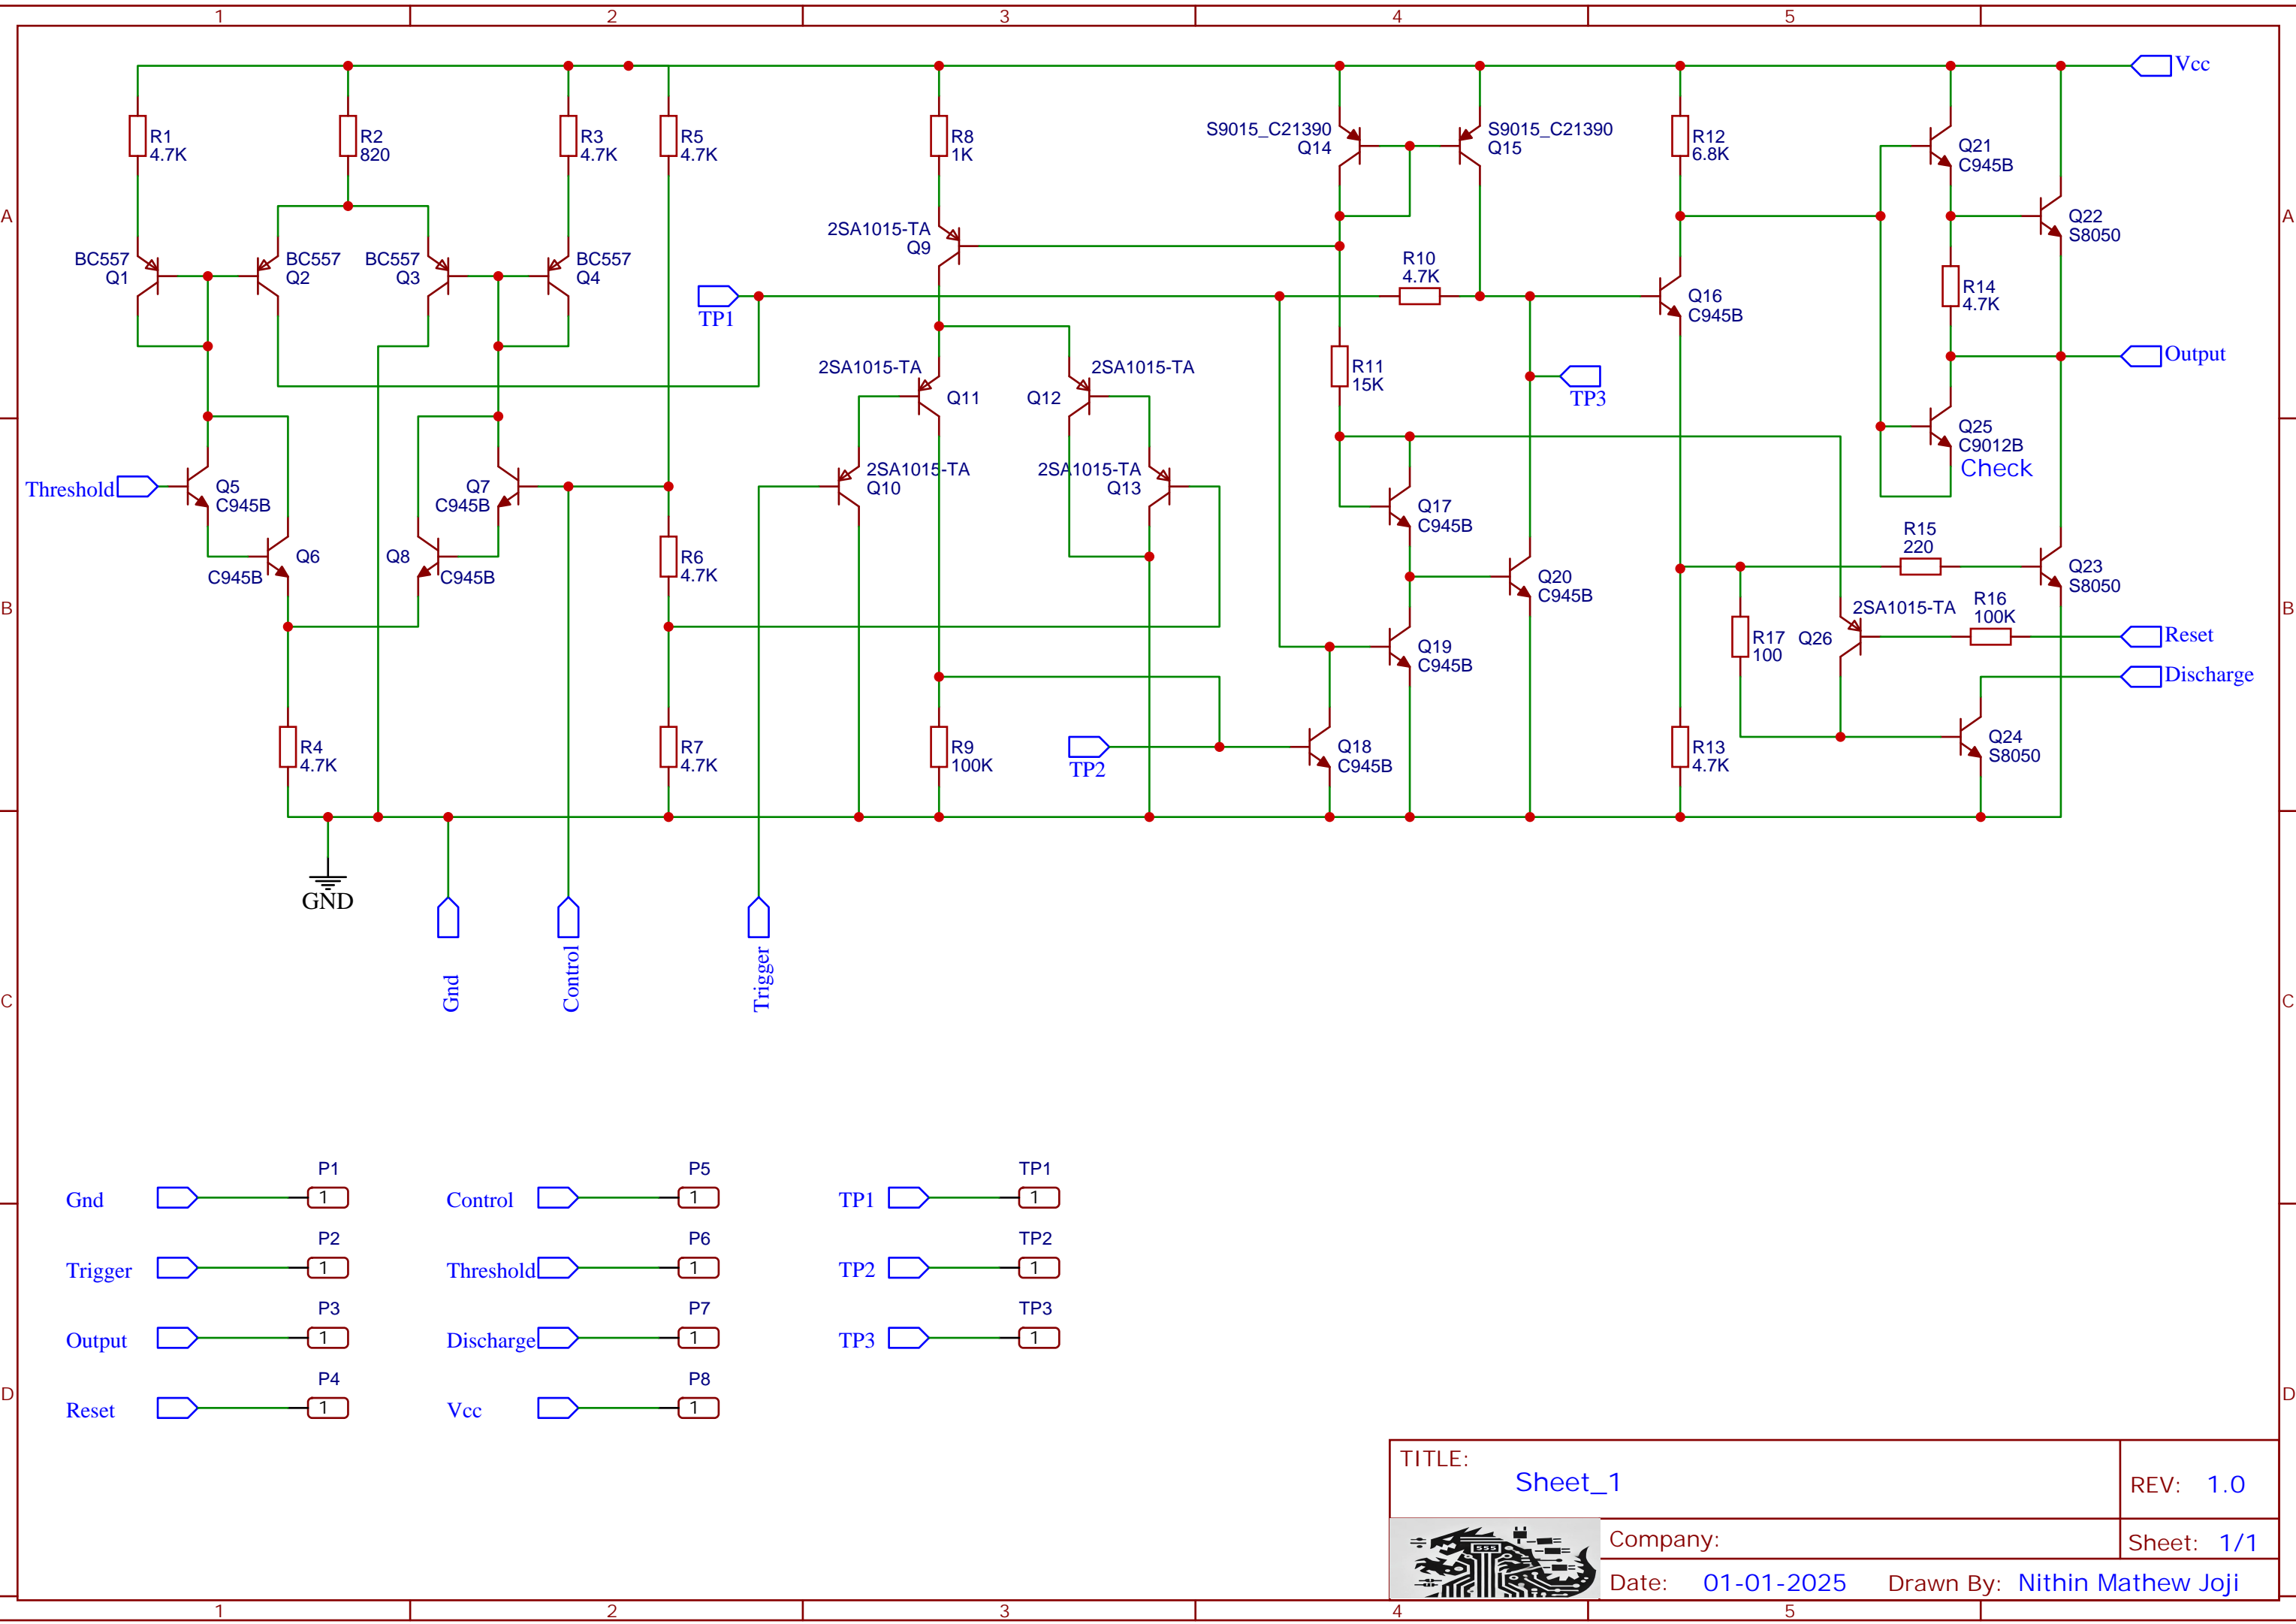 1 2 3 4 5
Vcc
R1
4.7K
R2
820
R3
4.7K
R5
4.7K
R8
1K
S9015_C21390
Q14
S9015_C21390
Q15
R12
6.8K
Q21
C945B
A
A
2SA1015-TA
Q9
Q22
S8050
BC557
Q1
BC557
Q2
BC557
Q3
BC557
Q4
R10
4.7K
TP1
Q16
C945B
R14
4.7K
Output
2SA1015-TA
Q11
2SA1015-TA
Q12
R11
15K
TP3
Q25
C9012B
Check
Threshold
Q5
C945B
Q7
C945B
2SA1015-TA
Q10
2SA1015-TA
Q13
Q17
C945B
Q6
C945B
Q8
C945B
R6
4.7K
Q20
C945B
R15
220
Q23
S8050
B
B
2SA1015-TA
Q26
R16
100K
Reset
R17
100
Q19
C945B
Discharge
R4
4.7K
R7
4.7K
R9
100K
TP2
Q18
C945B
R13
4.7K
Q24
S8050
GND
Gnd
Control
Trigger
C
C
P1
Gnd 1
P5
Control 1
TP1
TP1 1
P2
Trigger 1
P6
Threshold 1
TP2
TP2 1
P3
Output 1
P7
Discharge 1
TP3
TP3 1
P4
Reset 1
P8
Vcc 1
D
D
TITLE:
Sheet_1
REV: 1.0
555
Company:
Sheet: 1/1
Date: 01-01-2025
Drawn By: Nithin Mathew Joji
1 2 3 4 5